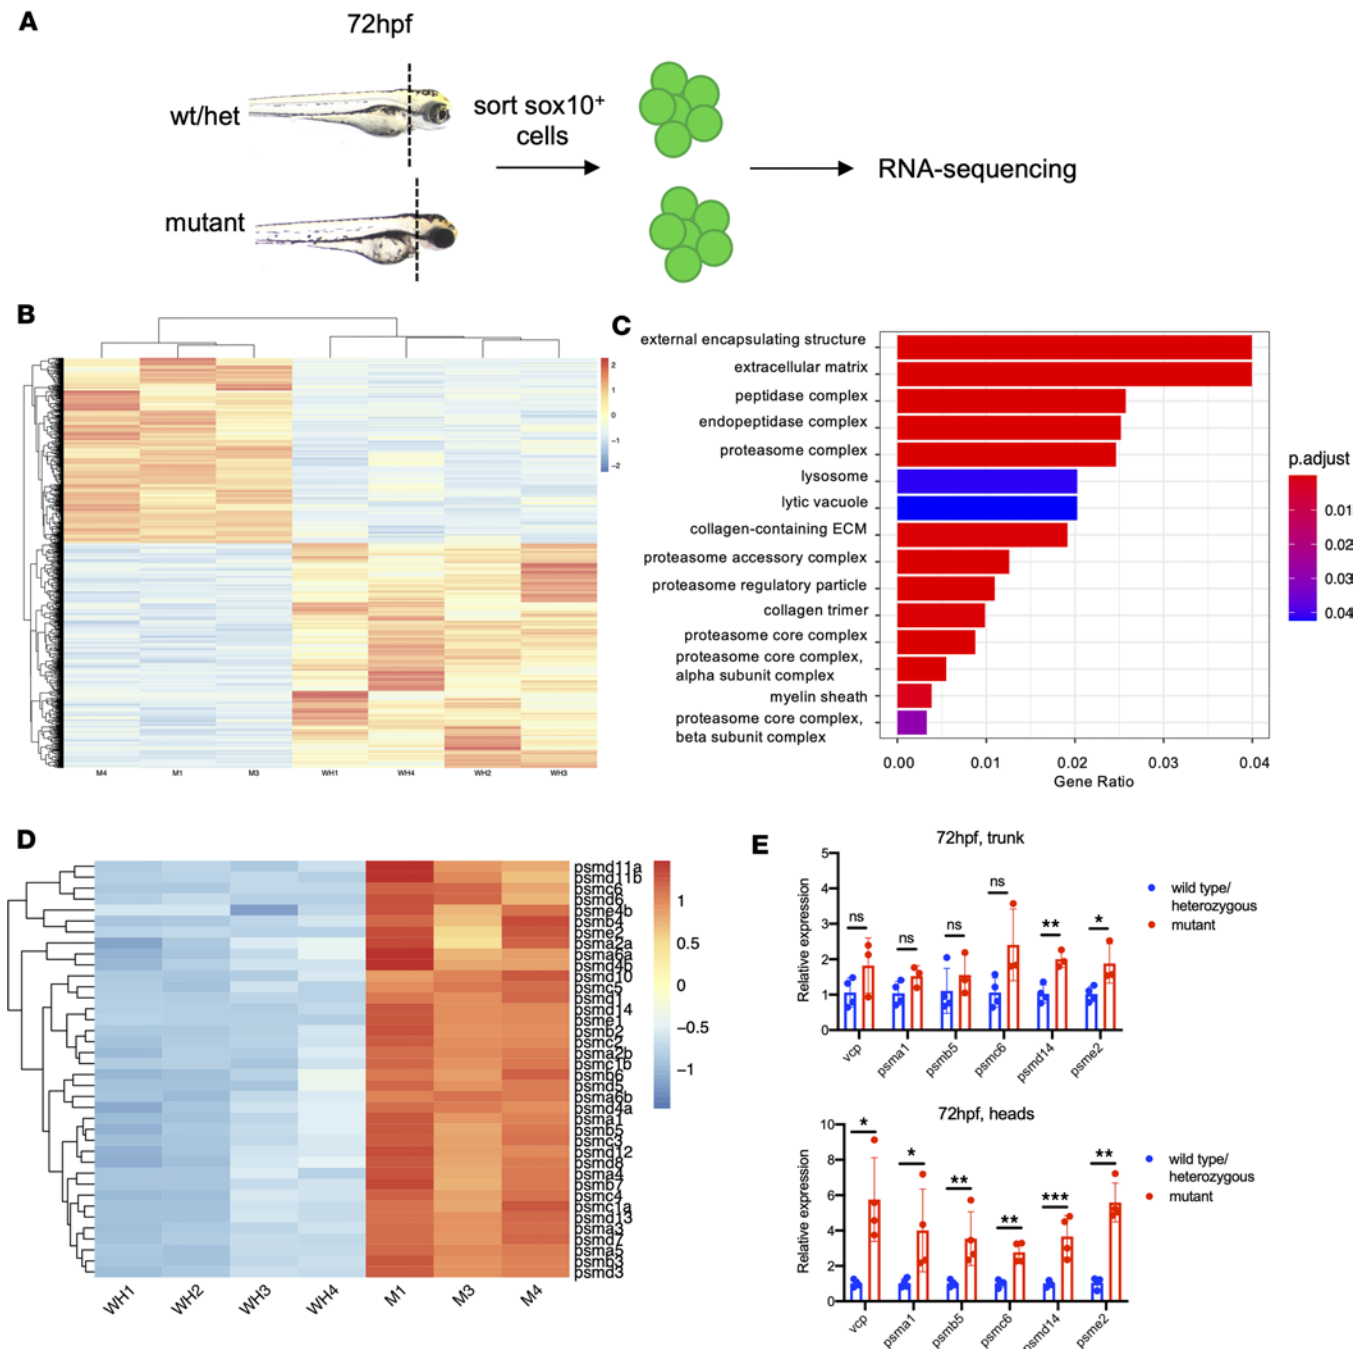 A
72hpf
wt/het
sort sox10+
cells
mutant
RNA-sequencing
B
2
1
0
−1
−2
M4
M1
M3
WH1
WH4
WH2
WH3
C
external encapsulating structure
extracellular matrix
peptidase complex
endopeptidase complex
proteasome complex
lysosome
lytic vacuole
collagen-containing ECM
proteasome accessory complex
proteasome regulatory particle
collagen trimer
proteasome core complex
proteasome core complex,
alpha subunit complex
myelin sheath
proteasome core complex,
beta subunit complex
0.00
0.01
0.02
0.03
0.04
Gene Ratio
p.adjust
0.01
0.02
0.03
0.04
D
psmd11a
psmd11b
psmc6
psmd6
psme4b
psmb4
psme2
psma2a
psma6a
psmd4b
psmd10
psmc5
psmd1
psmd14
psme1
psmb2
psmc2
psma2b
psmc1b
psmb6
psmd5
psma6b
psmd4a
psma1
psmb5
psmc3
psmd12
psmd8
psma4
psmb7
psmc4
psmc1a
psmd13
psma3
psmd7
psma5
psmb3
psmd3
1
0.5
0
−0.5
−1
WH1
WH2
WH3
WH4
M1
M3
M4
E
72hpf, trunk
Relative expression
5
4
3
2
1
0
ns
ns
ns
ns
**
*
vcp
psma1
psmb5
psmc6
psmd14
psme2
wild type/
heterozygous
mutant
72hpf, heads
Relative expression
10
8
6
4
2
0
*
*
**
**
***
**
vcp
psma1
psmb5
psmc6
psmd14
psme2
wild type/
heterozygous
mutant